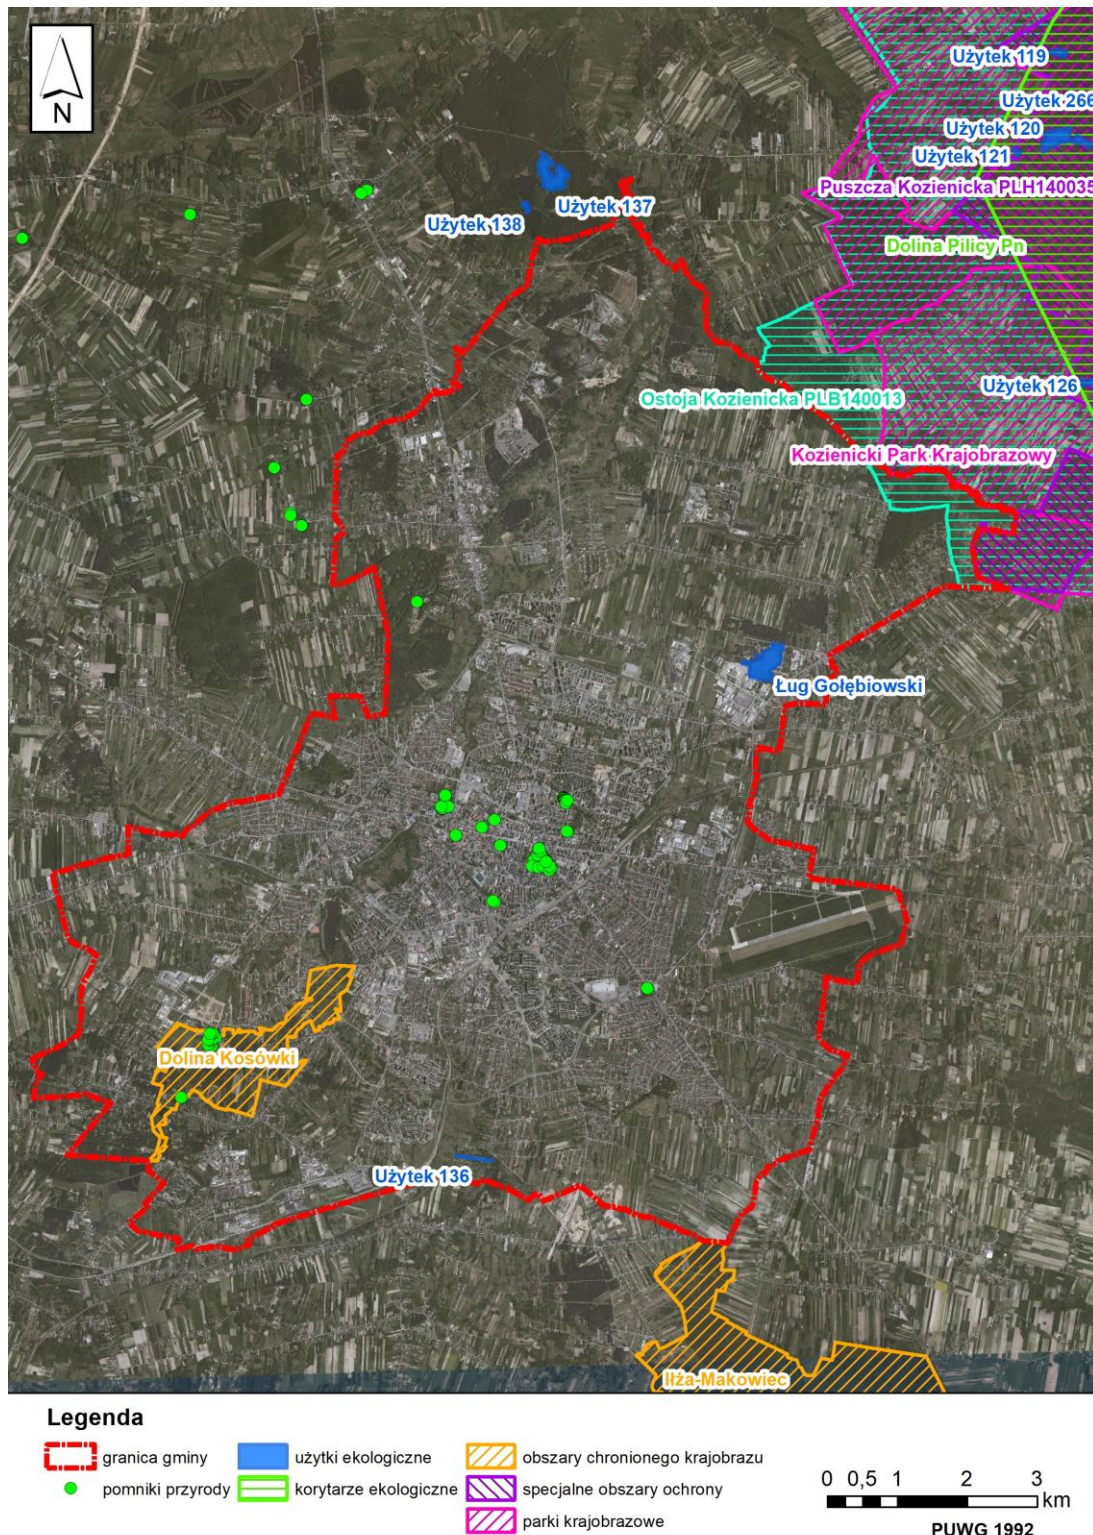 N
Użytek 119
Użytek 266
Użytek 120
Użytek 121
Puszcza Kozienicka PLH140035
Użytek 137
Użytek 138
Dolina Pilicy Pn
Użytek 126
Ostoja Kozienicka PLB140013
Kozienicki Park Krajobrazowy
Ług Gołębiowski
Dolina Kosówki
Użytek 136
Iłża-Makowiec
Legenda
granica gminy
pomniki przyrody
użytki ekologiczne
korytarze ekologiczne
obszary chronionego krajobrazu
specjalne obszary ochrony
parki krajobrazowe
0 0,5 1 2 3
km
PUWG 1992